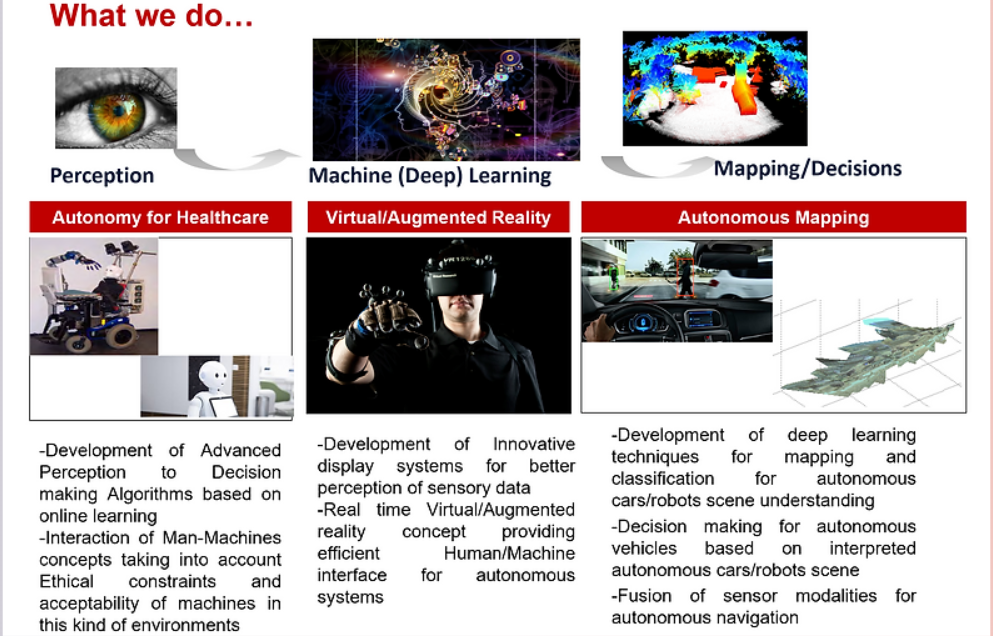 What we do…
Perception
Machine (Deep) Learning
Mapping/Decisions
Autonomy for Healthcare
Virtual/Augmented Reality
Autonomous Mapping
-Development of Advanced
Perception to Decision
making Algorithms based on
online learning
-Interaction of Man-Machines
concepts taking into account
Ethical constraints and
acceptability of machines in
this kind of environments
-Development of Innovative
display systems for better
perception of sensory data
-Real time Virtual/Augmented
reality concept providing
efficient Human/Machine
interface for autonomous
systems
-Development of deep learning
techniques for mapping and
classification for autonomous
cars/robots scene understanding
-Decision making for autonomous
vehicles based on interpreted
autonomous cars/robots scene
-Fusion of sensor modalities for
autonomous navigation